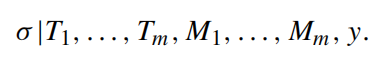 σ|T₁, . . . , Tₘ, M₁, . . . , Mₘ, y.